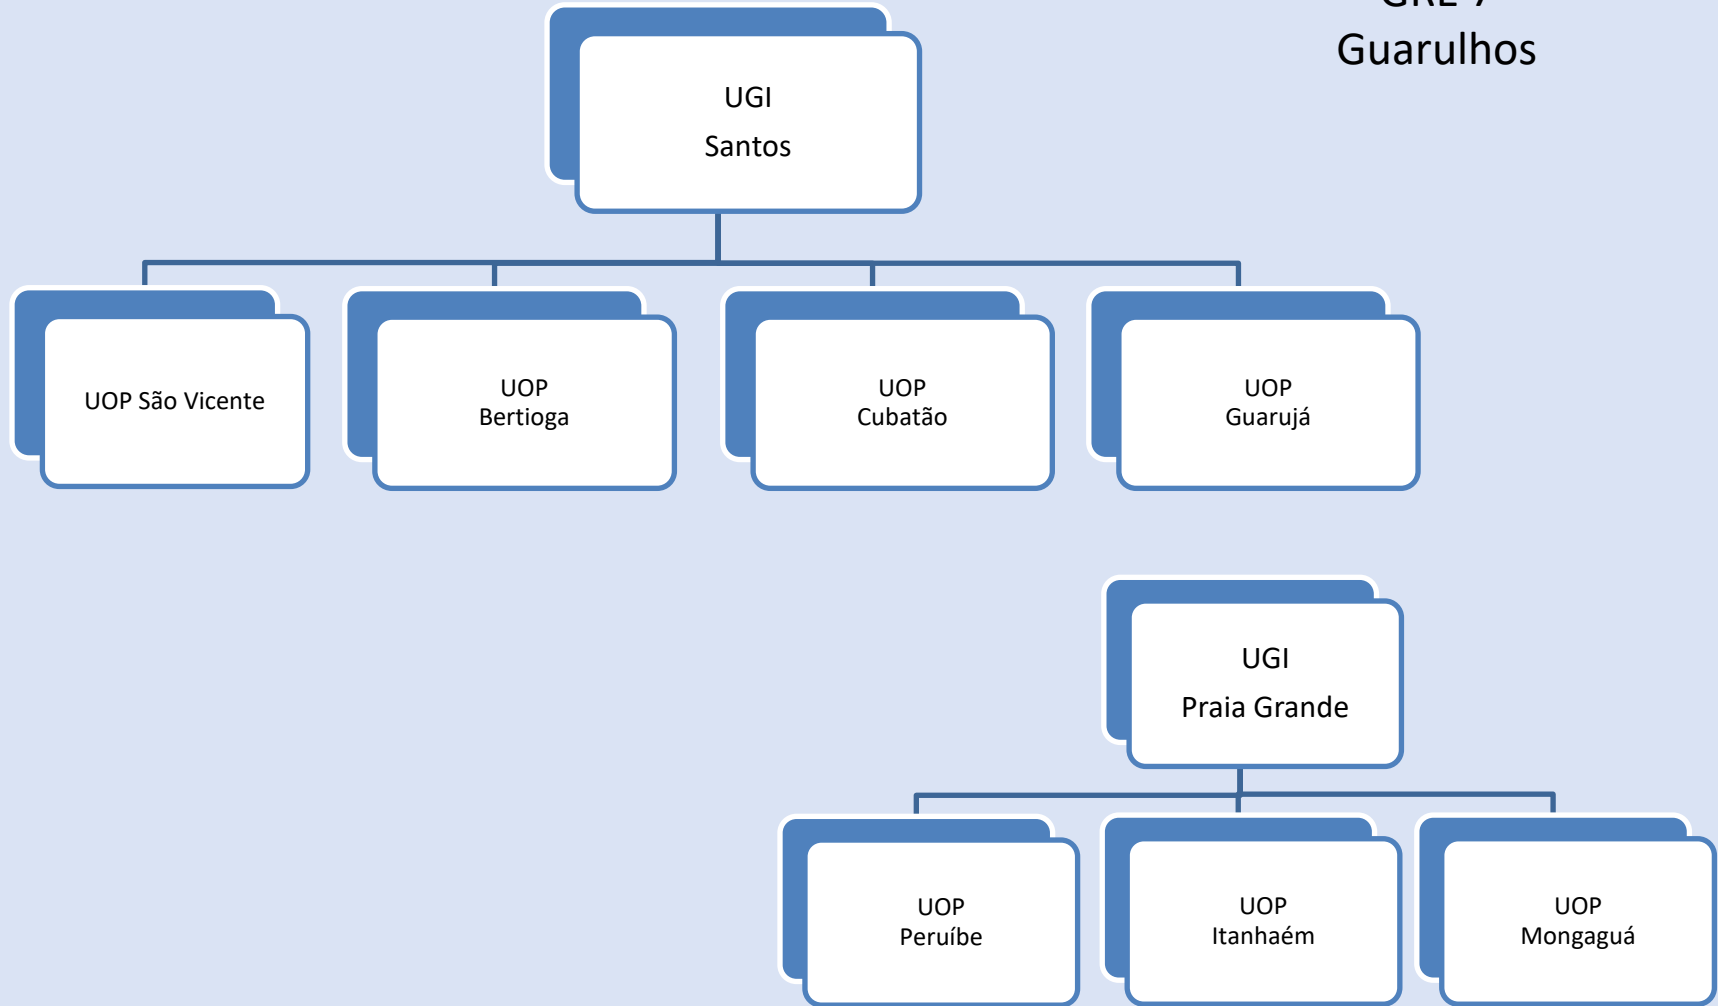 Guarulhos
UGI
Santos
UOP São Vicente
UOP
Bertioga
UOP
Cubatão
UOP
Guarujá
UGI
Praia Grande
UOP
Peruíbe
UOP
Itanhaém
UOP
Mongaguá